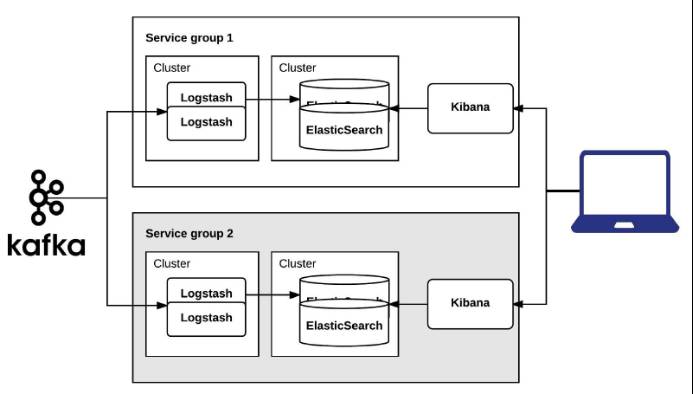 Service group 1
Cluster
Cluster
Logstash
Logstash
ElasticSearch
Kibana
kafka
Service group 2
Cluster
Cluster
Logstash
Logstash
ElasticSearch
Kibana